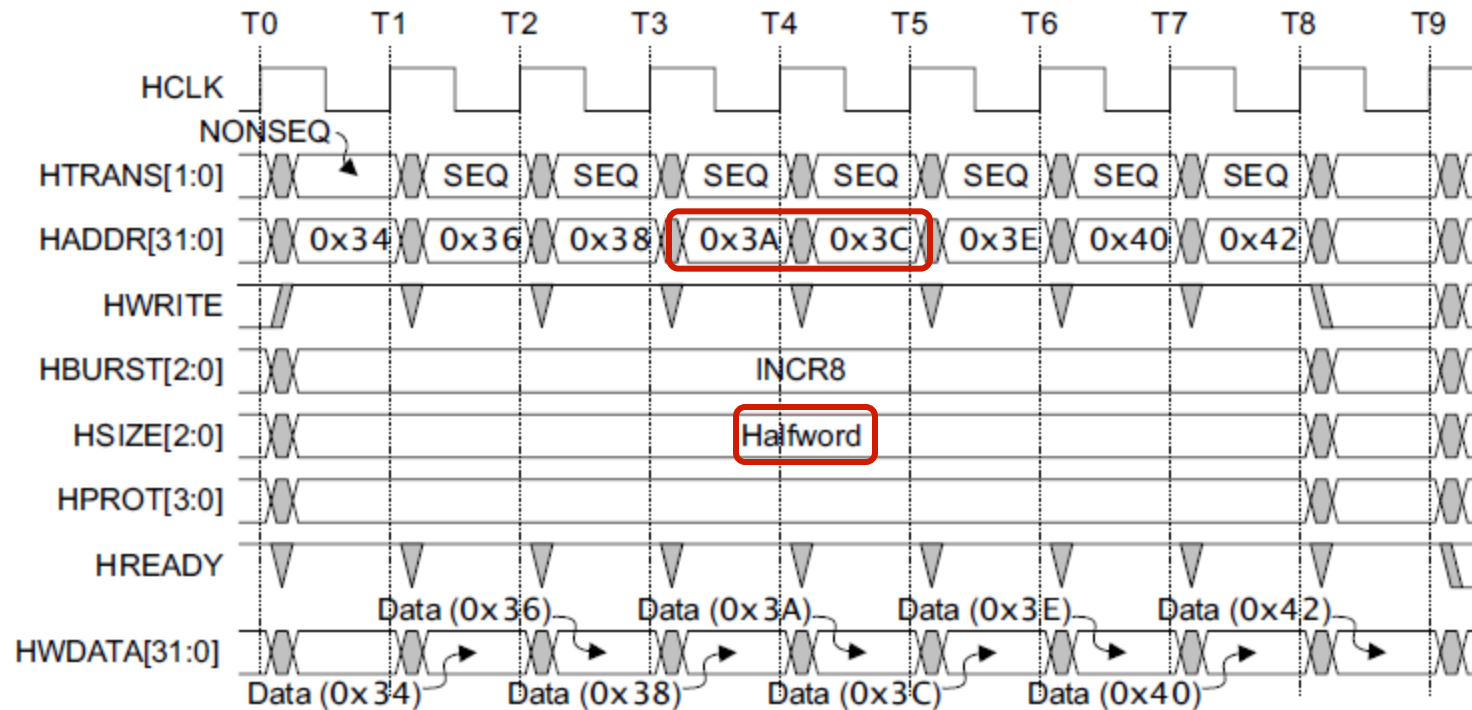 T0 T1 T2 T3 T4 T5 T6 T7 T8 T9
HCLK
NONSEQ
HTRANS[1:0] SEQ SEQ SEQ SEQ SEQ SEQ SEQ
HADDR[31:0] 0x34 0x36 0x38 0x3A 0x3C 0x3E 0x40 0x42
HWRITE
HBURST[2:0] INCR8
HSIZE[2:0] Halfword
HPROT[3:0]
HREADY
Data (0x36) Data (0x3A) Data (0x3E) Data (0x42)
HWDATA[31:0]
Data (0x34) Data (0x38) Data (0x3C) Data (0x40)